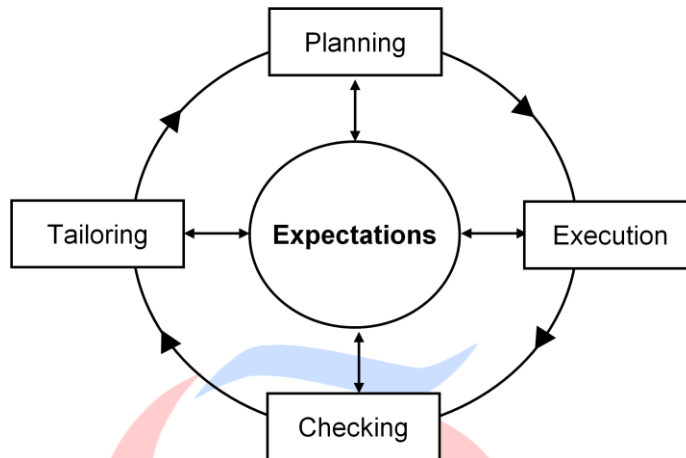 Planning
Tailoring
Expectations
Execution
Checking